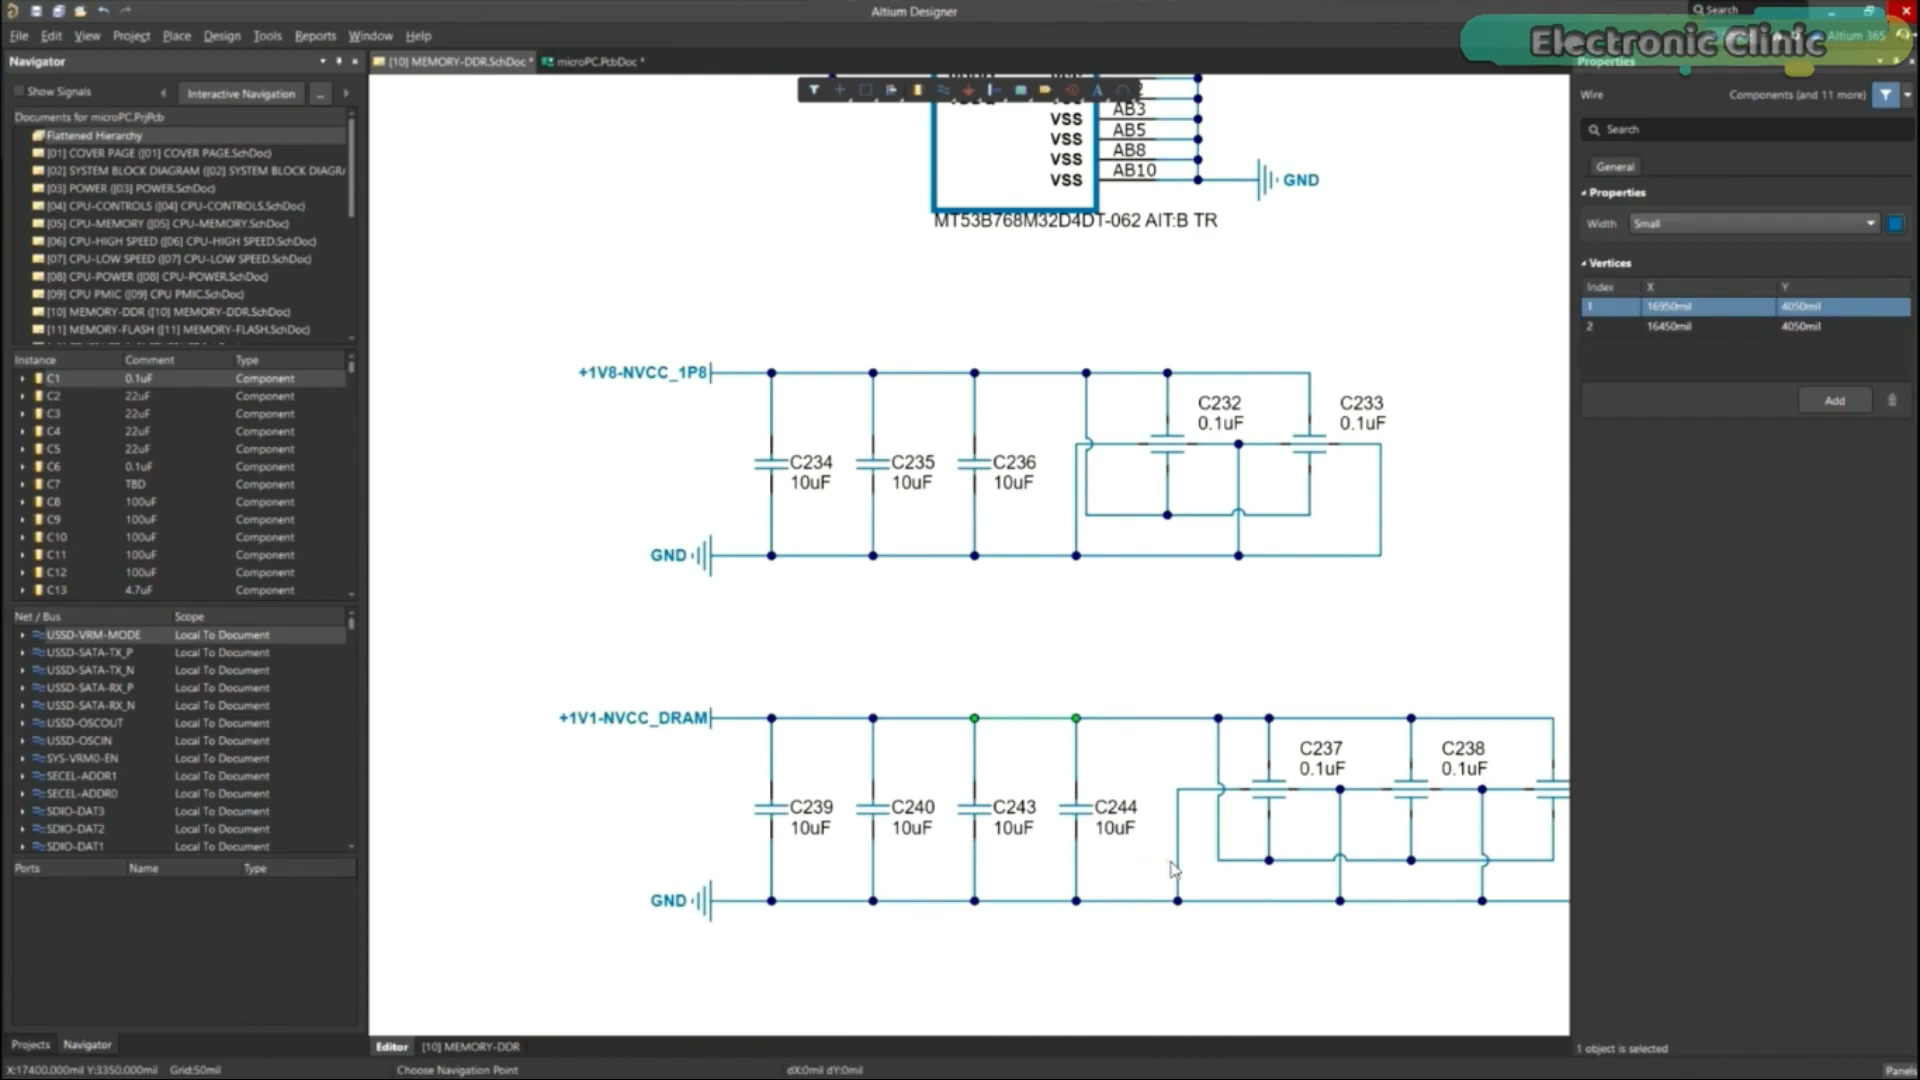 Altium Designer
Search
File Edit View Project Place Design Tools Reports Window Help
Electronic Clinic
Altium 365
Navigator
[10] MEMORY-DDR.SchDoc *
microPC.PcbDoc *
Properties
Show Signals
Interactive Navigation
...
Wire
Components (and 11 more)
Documents for microPC.PrjPcb
Search
Flattened Hierarchy
[01] COVER PAGE ([01] COVER PAGE.SchDoc)
[02] SYSTEM BLOCK DIAGRAM ([02] SYSTEM BLOCK DIAGRA
[03] POWER ([03] POWER.SchDoc)
[04] CPU-CONTROLS ([04] CPU-CONTROLS.SchDoc)
[05] CPU-MEMORY ([05] CPU-MEMORY.SchDoc)
[06] CPU-HIGH SPEED ([06] CPU-HIGH SPEED.SchDoc)
[07] CPU-LOW SPEED ([07] CPU-LOW SPEED.SchDoc)
[08] CPU-POWER ([08] CPU-POWER.SchDoc)
[09] CPU PMIC ([09] CPU PMIC.SchDoc)
[10] MEMORY-DDR ([10] MEMORY-DDR.SchDoc)
[11] MEMORY-FLASH ([11] MEMORY-FLASH.SchDoc)
Instance Comment Type
C1 0.1uF Component
C2 22uF Component
C3 22uF Component
C4 22uF Component
C5 22uF Component
C6 0.1uF Component
C7 TBD Component
C8 100uF Component
C9 100uF Component
C10 100uF Component
C11 100uF Component
C12 100uF Component
C13 4.7uF Component
Net / Bus Scope
USSD-VRM-MODE Local To Document
USSD-SATA-TX_P Local To Document
USSD-SATA-TX_N Local To Document
USSD-SATA-RX_P Local To Document
USSD-SATA-RX_N Local To Document
USSD-OSCOUT Local To Document
USSD-OSCIN Local To Document
SYS-VRM0-EN Local To Document
SECEL-ADDR1 Local To Document
SECEL-ADDR0 Local To Document
SDIO-DAT3 Local To Document
SDIO-DAT2 Local To Document
SDIO-DAT1 Local To Document
Ports Name Type
Projects Navigator
VSS AB3
VSS AB5
VSS AB8
VSS AB10
GND
MT53B768M32D4DT-062 AIT:B TR
+1V8-NVCC_1P8
C232
0.1uF
C233
0.1uF
C234
10uF
C235
10uF
C236
10uF
GND
+1V1-NVCC_DRAM
C237
0.1uF
C238
0.1uF
C239
10uF
C240
10uF
C243
10uF
C244
10uF
GND
General
Properties
Width Small
Vertices
Index X Y
1 16950mil 4050mil
2 16450mil 4050mil
Add
Editor [10] MEMORY-DDR
1 object is selected
X:17400.000mil Y:3350.000mil Grid:50mil
Choose Navigation Point
dX:0mil dY:0mil
Panels